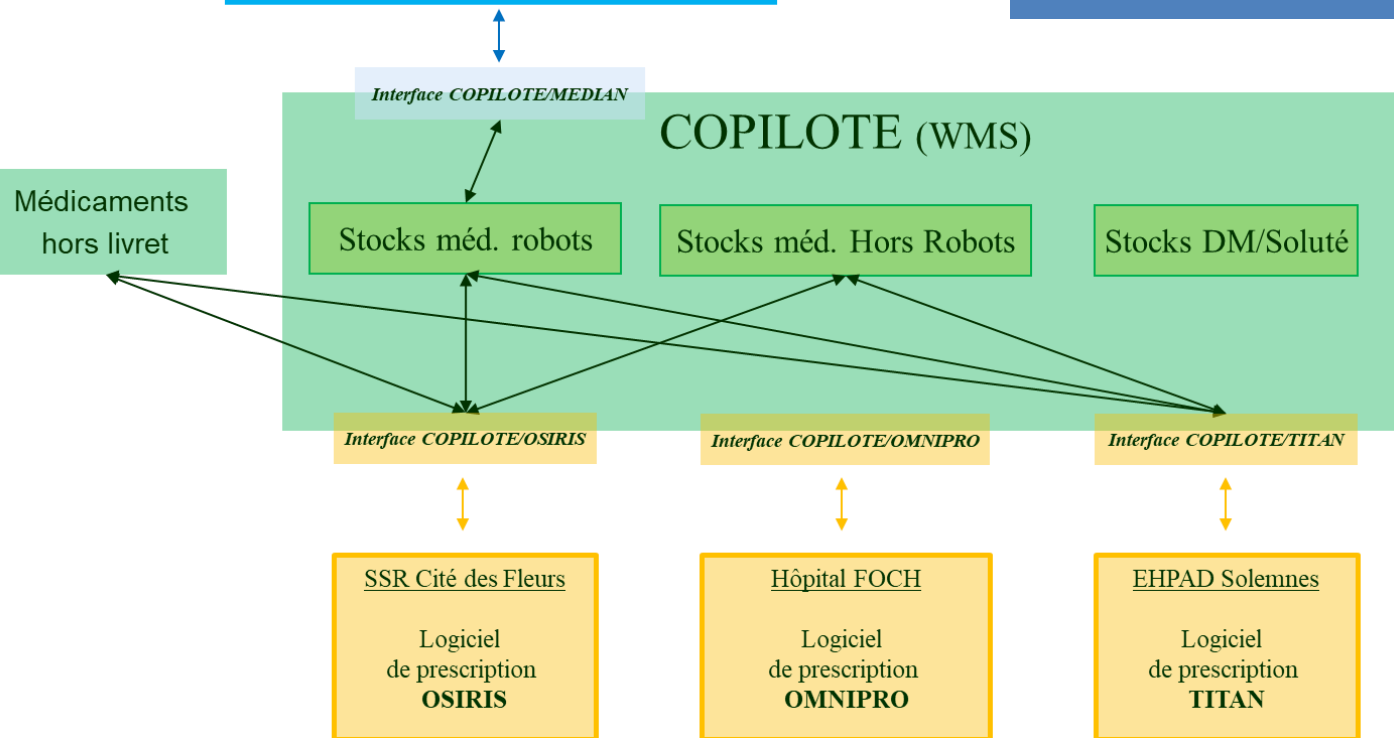 Interface COPILOTE/MEDIAN
COPILOTE (WMS)
Médicaments
hors livret
Stocks méd. robots
Stocks méd. Hors Robots
Stocks DM/Soluté
Interface COPILOTE/OSIRIS
Interface COPILOTE/OMNIPRO
Interface COPILOTE/TITAN
SSR Cité des Fleurs
Logiciel
de prescription
OSIRIS
Hôpital FOCH
Logiciel
de prescription
OMNIPRO
EHPAD Solemnes
Logiciel
de prescription
TITAN